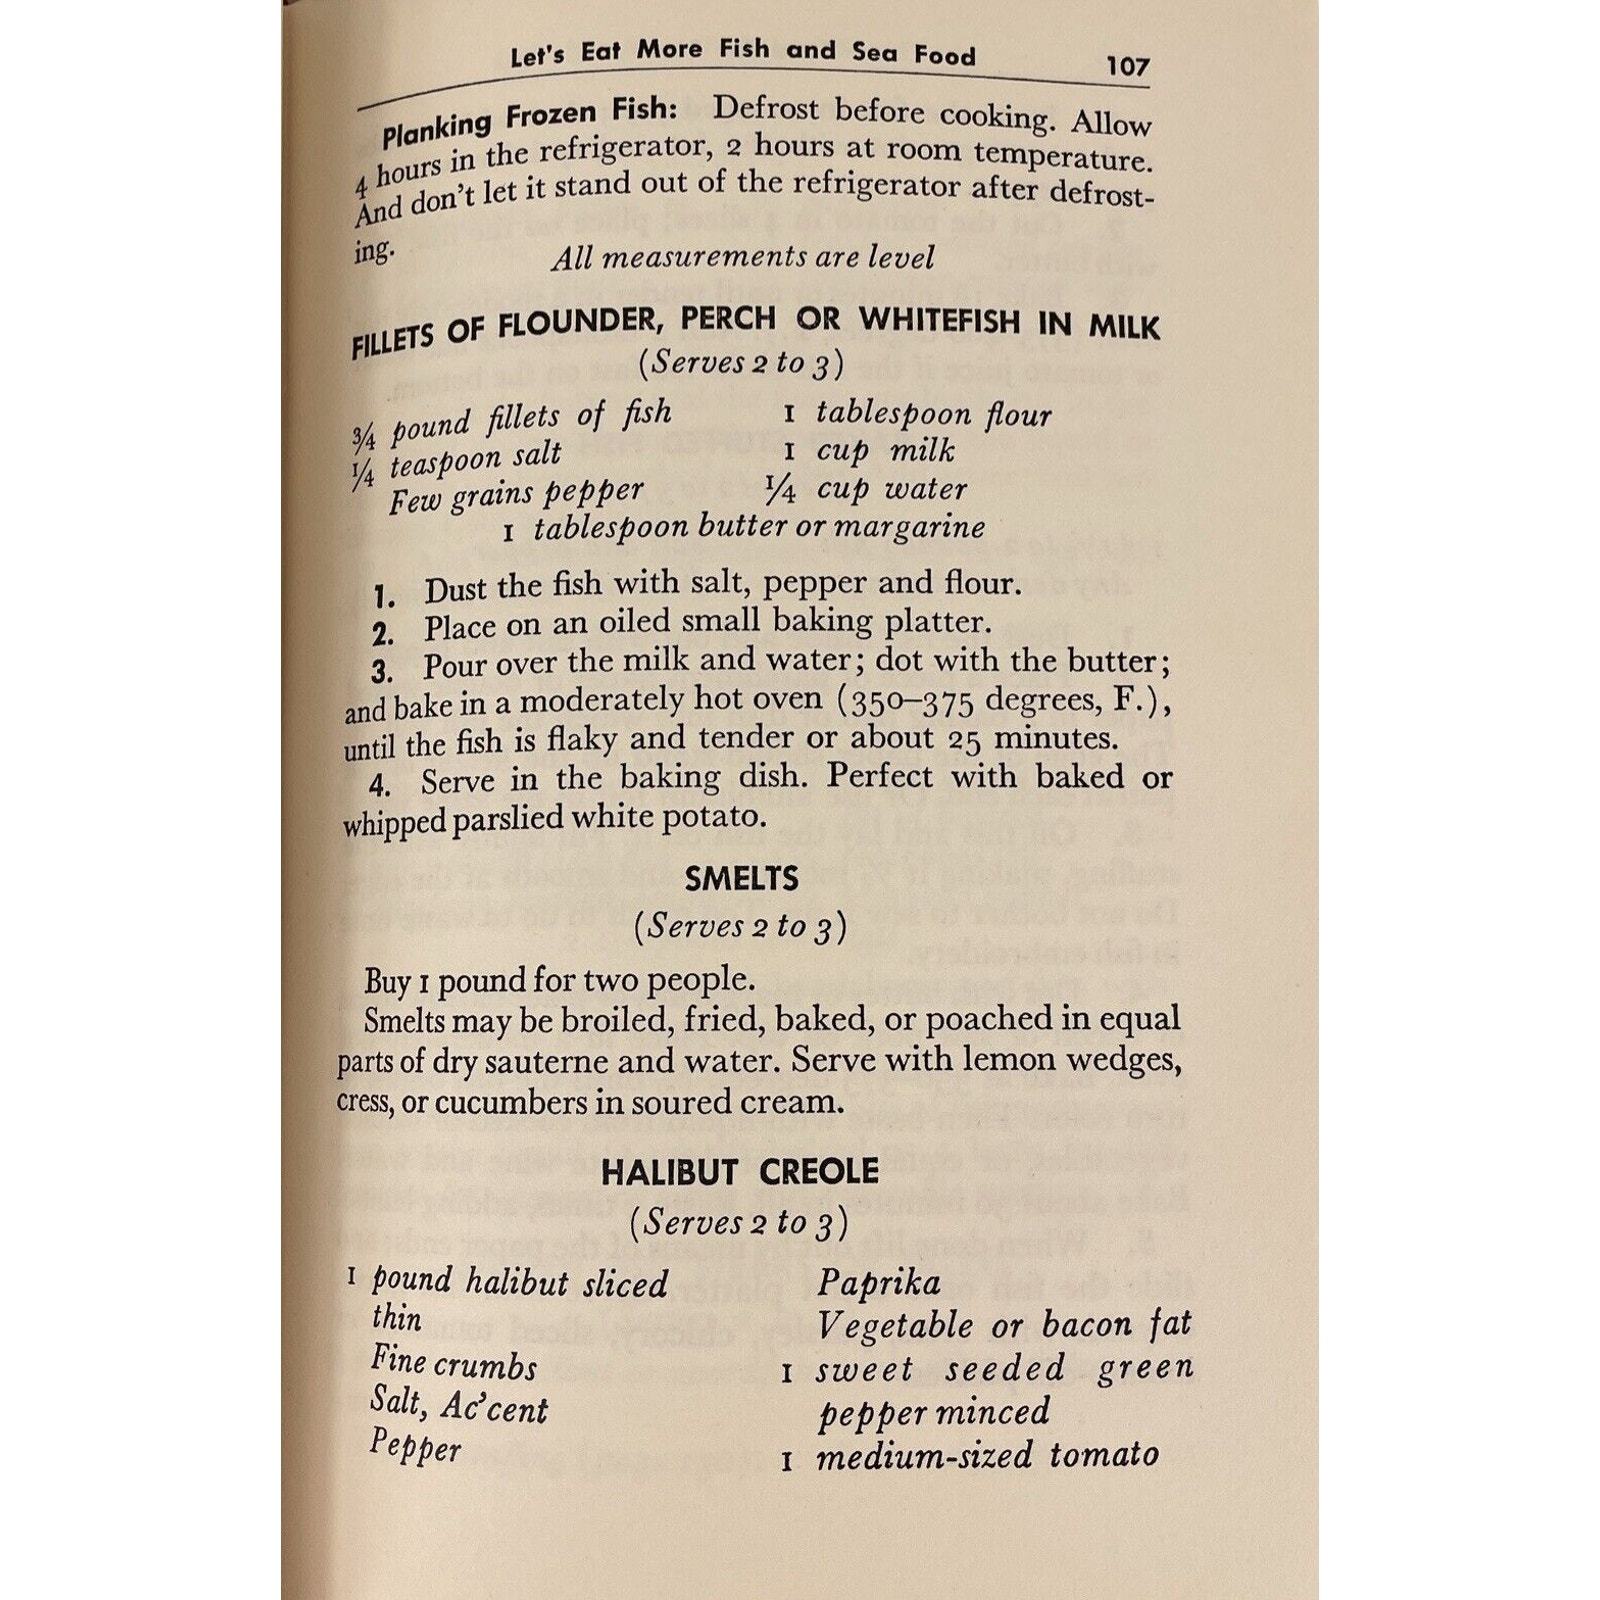 Let's Eat More Fish and Sea Food 107
Planking Frozen Fish: Defrost before cooking. Allow
4 hours in the refrigerator, 2 hours at room temperature.
And don't let it stand out of the refrigerator after defrost-
ing.
All measurements are level
FILLETS OF FLOUNDER, PERCH OR WHITEFISH IN MILK
(Serves 2 to 3)
¾ pound fillets of fish
¼ teaspoon salt
Few grains pepper
1 tablespoon flour
1 cup milk
¼ cup water
1 tablespoon butter or margarine
1. Dust the fish with salt, pepper and flour.
2. Place on an oiled small baking platter.
3. Pour over the milk and water; dot with the butter;
and bake in a moderately hot oven (350–375 degrees, F.),
until the fish is flaky and tender or about 25 minutes.
4. Serve in the baking dish. Perfect with baked or
whipped parslied white potato.
SMELTS
(Serves 2 to 3)
Buy 1 pound for two people.
Smelts may be broiled, fried, baked, or poached in equal
parts of dry sauterne and water. Serve with lemon wedges,
cress, or cucumbers in soured cream.
HALIBUT CREOLE
(Serves 2 to 3)
1 pound halibut sliced
thin
Fine crumbs
Salt, Ac'cent
Pepper
Paprika
Vegetable or bacon fat
1 sweet seeded green
pepper minced
1 medium-sized tomato